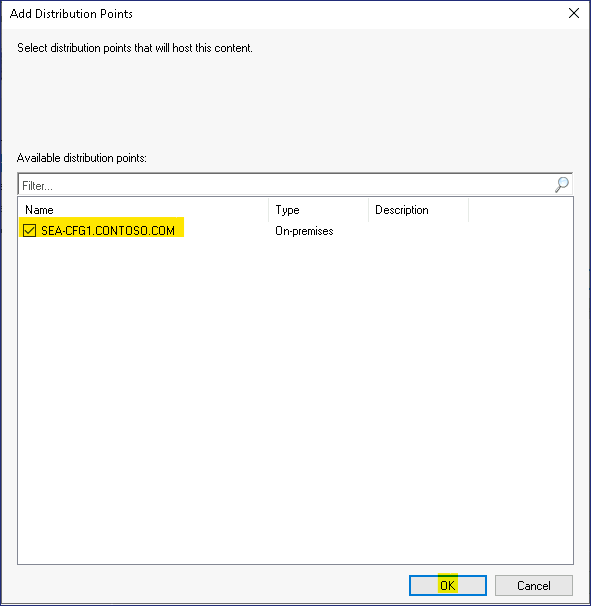 Add Distribution Points
Select distribution points that will host this content.
Available distribution points:
Filter...
Name Type Description
SEA-CFG1.CONTOSO.COM On-premises
OK Cancel